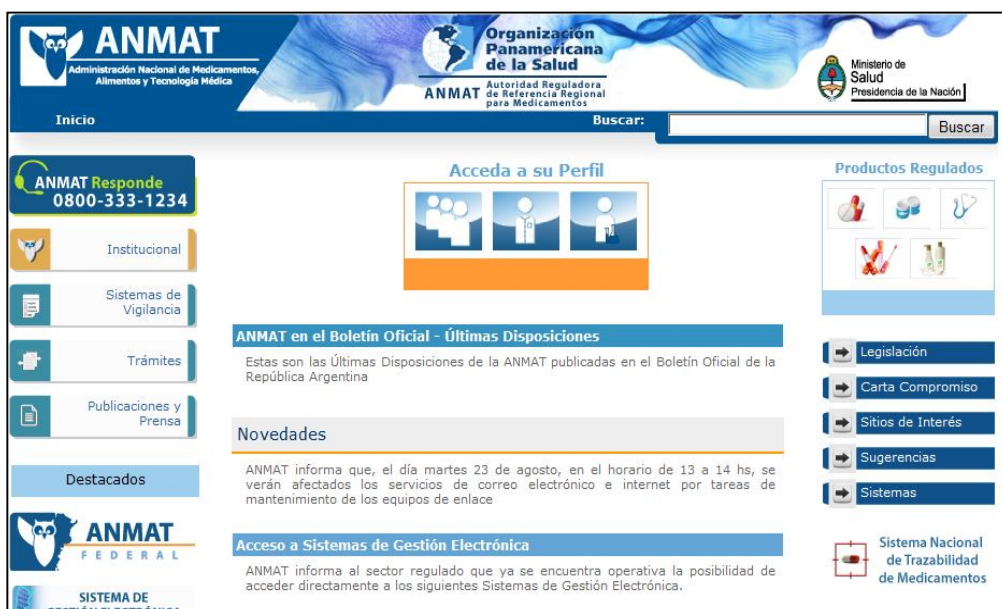 ANMAT
Administración Nacional de Medicamentos,
Alimentos y Tecnología Médica
Organización
Panamericana
de la Salud
ANMAT
Autoridad Reguladora
de Referencia Regional
para Medicamentos
Ministerio de
Salud
Presidencia de la Nación
Inicio
Buscar:
Buscar
ANMAT Responde
0800-333-1234
Institucional
Sistemas de
Vigilancia
Trámites
Publicaciones y
Prensa
Destacados
ANMAT
FEDERAL
SISTEMA DE
GESTIÓN ELECTRÓNICA
Acceda a su Perfil
ANMAT en el Boletín Oficial - Últimas Disposiciones
Estas son las Últimas Disposiciones de la ANMAT publicadas en el Boletín Oficial de la
República Argentina
Novedades
ANMAT informa que, el día martes 23 de agosto, en el horario de 13 a 14 hs, se
verán afectados los servicios de correo electrónico e internet por tareas de
mantenimiento de los equipos de enlace
Acceso a Sistemas de Gestión Electrónica
ANMAT informa al sector regulado que ya se encuentra operativa la posibilidad de
acceder directamente a los siguientes Sistemas de Gestión Electrónica.
Productos Regulados
Legislación
Carta Compromiso
Sitios de Interés
Sugerencias
Sistemas
Sistema Nacional
de Trazabilidad
de Medicamentos